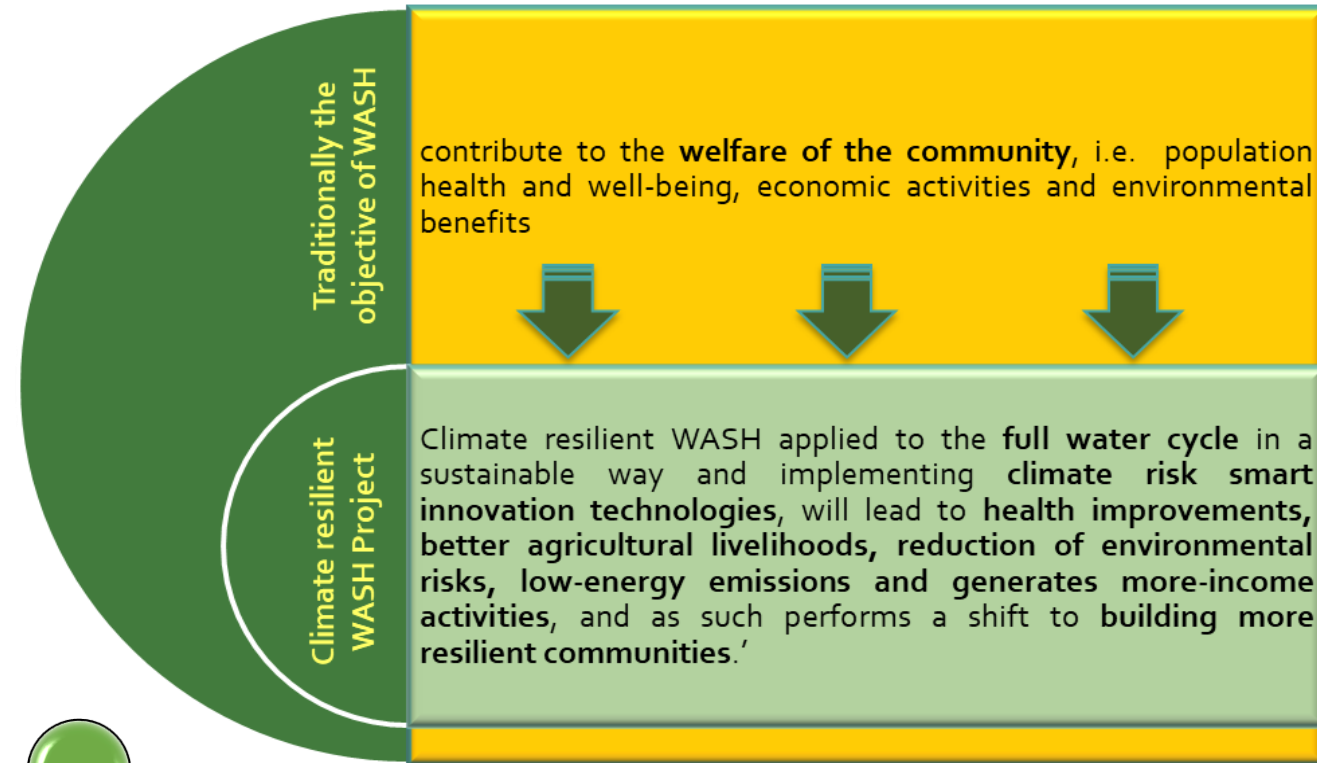 Traditionally the
objective of WASH
contribute to the welfare of the community, i.e. population
health and well-being, economic activities and environmental
benefits
Climate resilient
WASH Project
Climate resilient WASH applied to the full water cycle in a
sustainable way and implementing climate risk smart
innovation technologies, will lead to health improvements,
better agricultural livelihoods, reduction of environmental
risks, low-energy emissions and generates more-income
activities, and as such performs a shift to building more
resilient communities.’